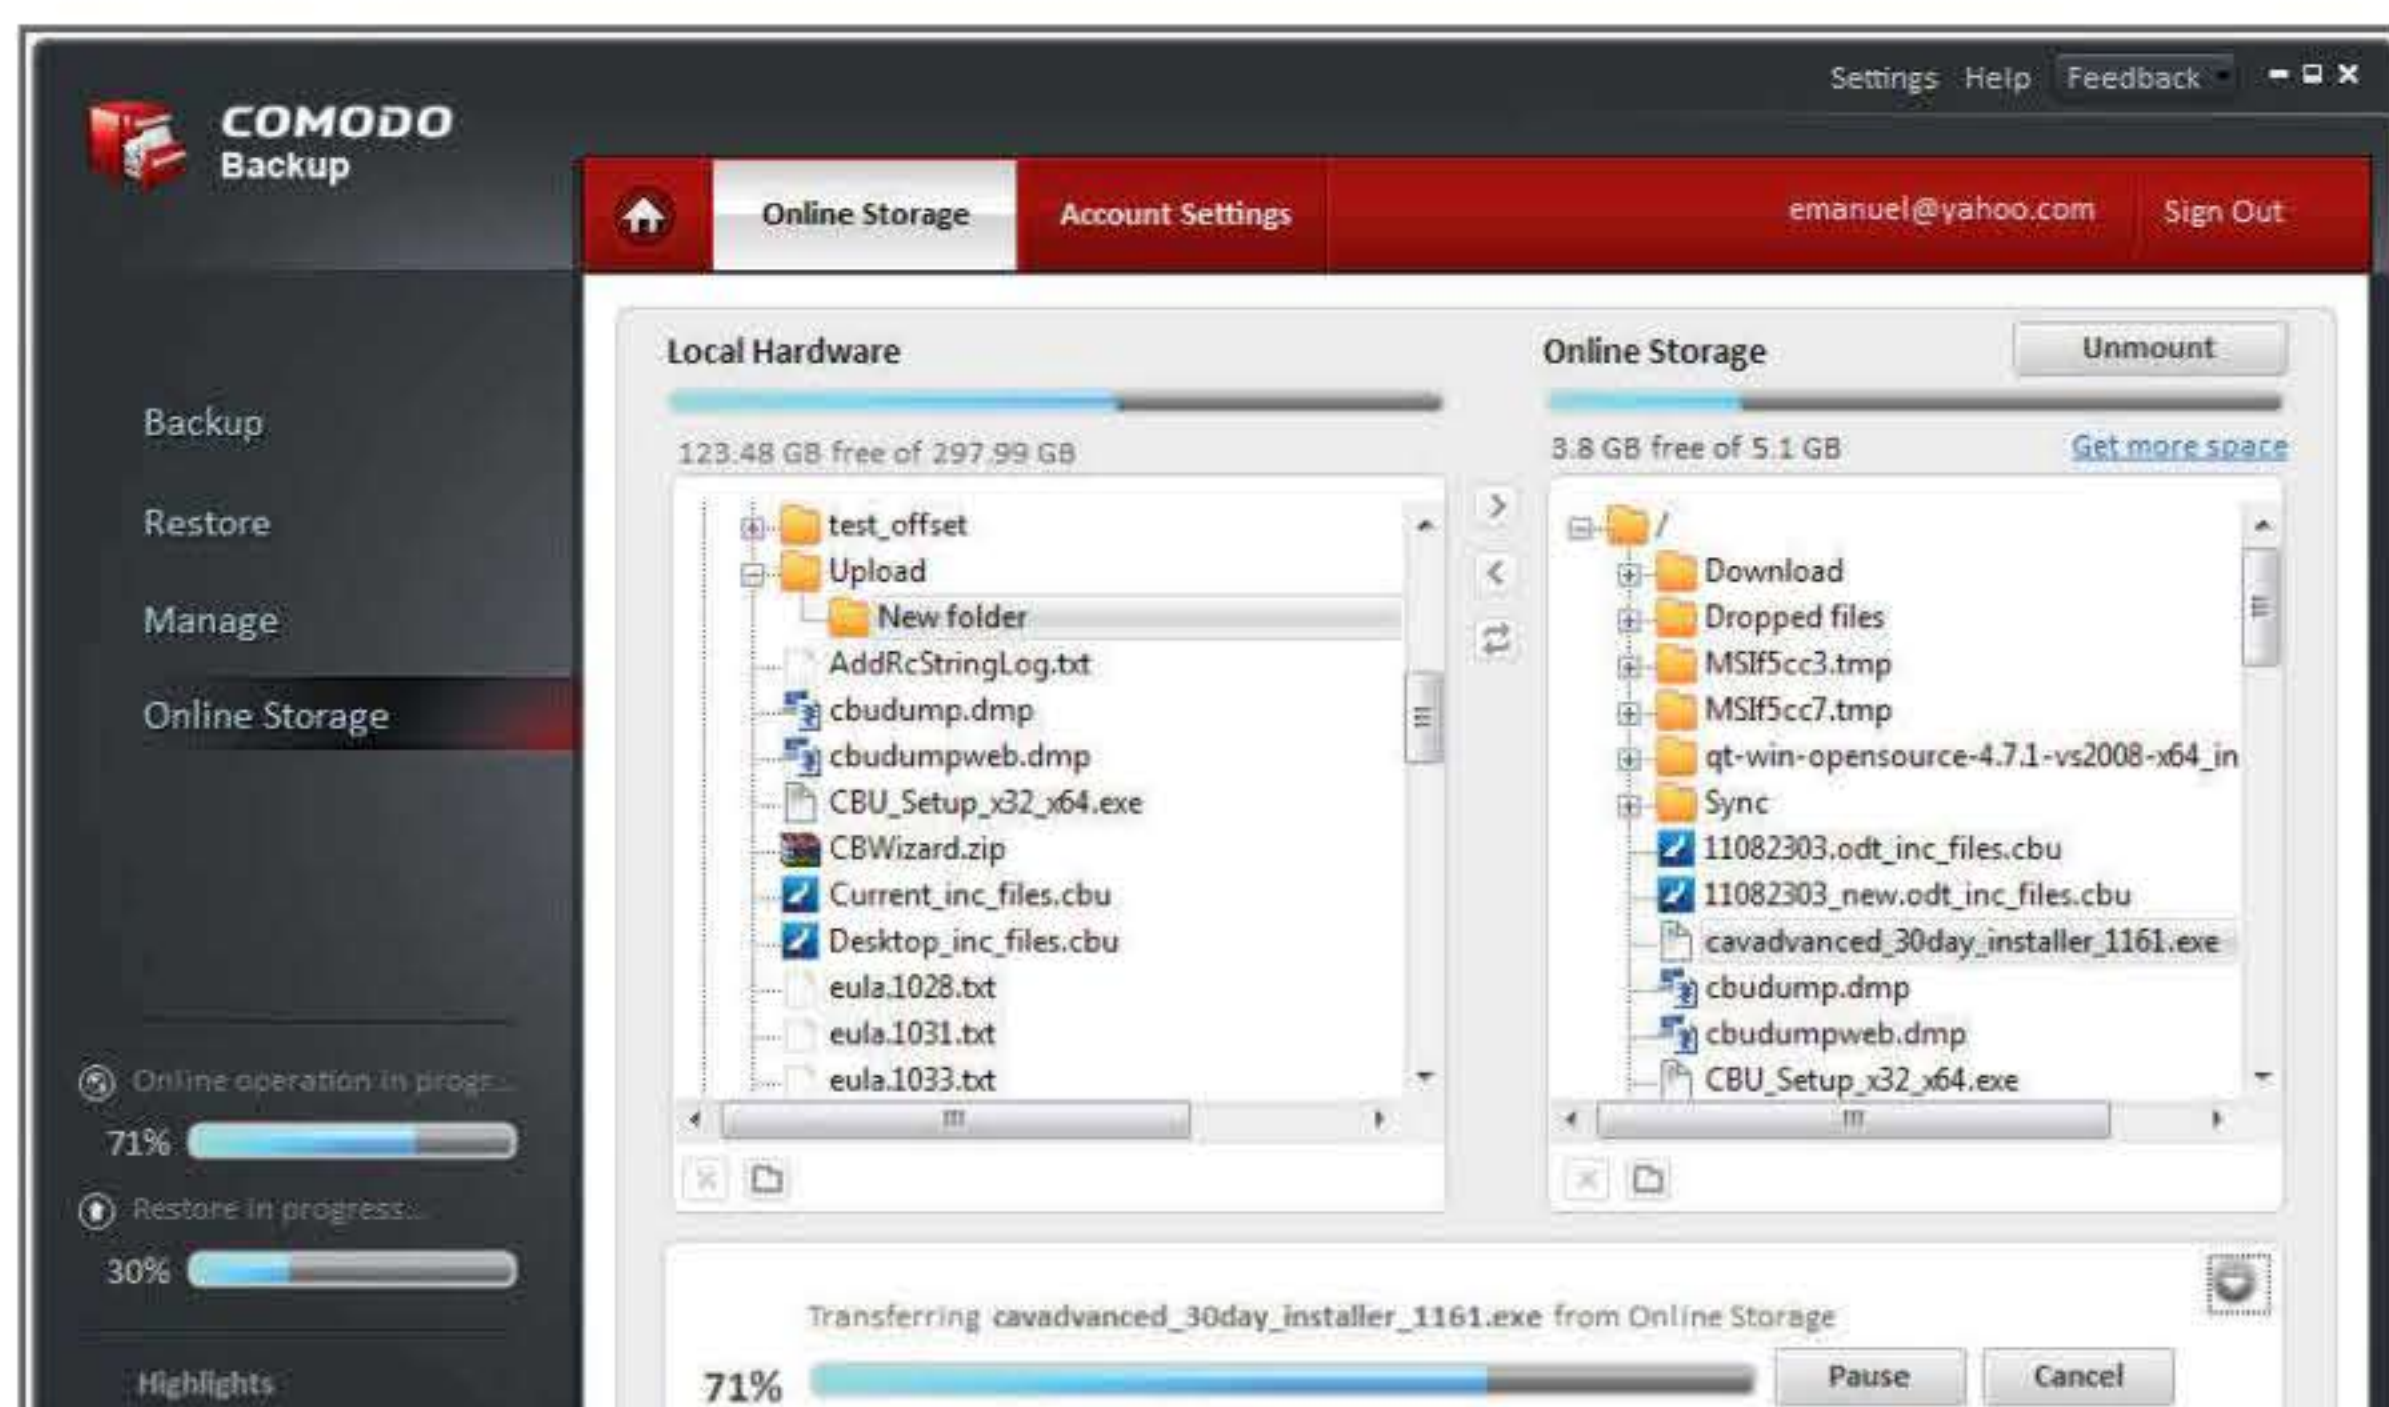 Settings Help Feedback
COMODO
Backup
Online Storage Account Settings emanuel@yahoo.com Sign Out
Backup
Restore
Manage
Online Storage
Online operation in progr...
71%
Restore in progress...
30%
Highlights
Local Hardware
123.48 GB free of 297.99 GB
test_offset
Upload
New folder
AddRcStringLog.txt
cbudump.dmp
cbudumpweb.dmp
CBU_Setup_x32_x64.exe
CBWizard.zip
Current_inc_files.cbu
Desktop_inc_files.cbu
eula.1028.txt
eula.1031.txt
eula.1033.txt
Online Storage Unmount
3.8 GB free of 5.1 GB Get more space
/
Download
Dropped files
MSIf5cc3.tmp
MSIf5cc7.tmp
qt-win-opensource-4.7.1-vs2008-x64_in
Sync
11082303.odt_inc_files.cbu
11082303_new.odt_inc_files.cbu
cavadvanced_30day_installer_1161.exe
cbudump.dmp
cbudumpweb.dmp
CBU_Setup_x32_x64.exe
Transferring cavadvanced_30day_installer_1161.exe from Online Storage
71% Pause Cancel